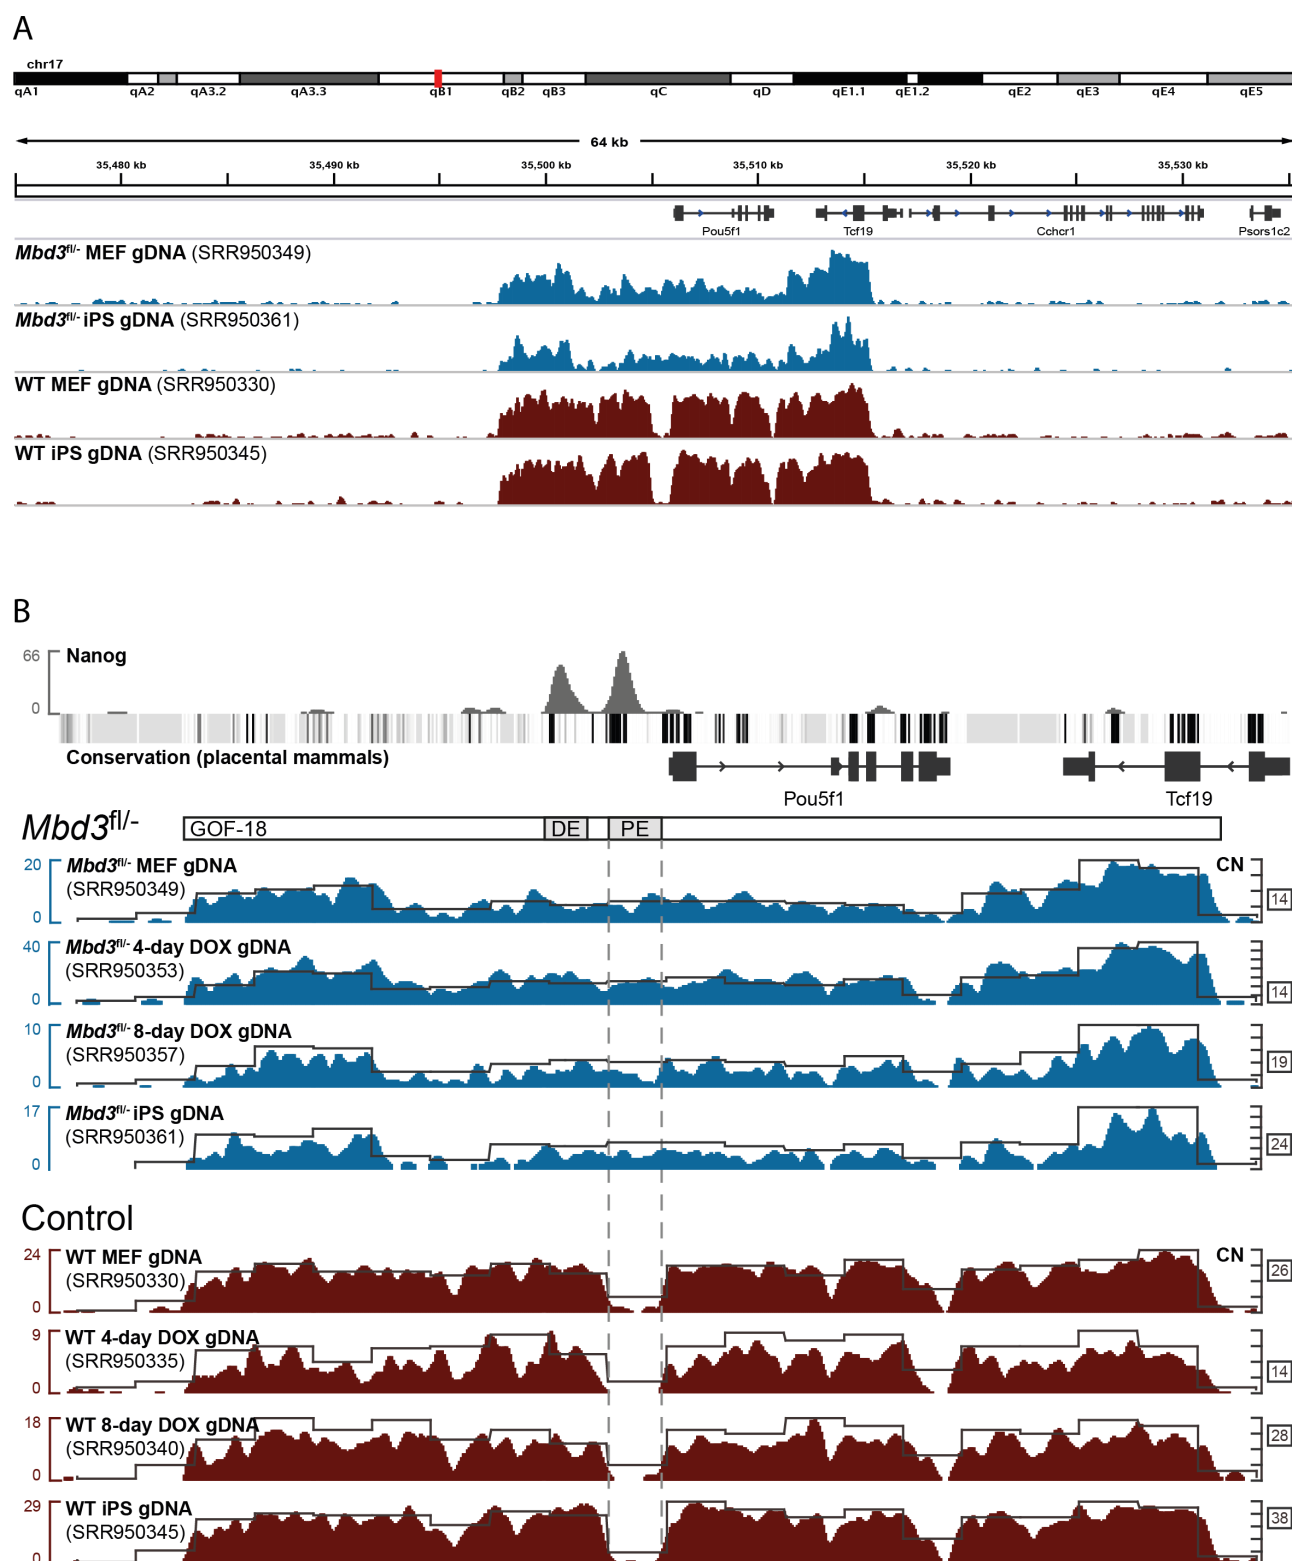 A
chr17
qA1 qA2 qA3.2 qA3.3 qB1 qB2 qB3 qC qD qE1.1 qE1.2 qE2 qE3 qE4 qE5
64 kb
35,480 kb 35,490 kb 35,500 kb 35,510 kb 35,520 kb 35,530 kb
Pou5f1 Tcf19 Cchcr1 Psors1c2
Mbd3fl/- MEF gDNA (SRR950349)
Mbd3fl/- iPS gDNA (SRR950361)
WT MEF gDNA (SRR950330)
WT iPS gDNA (SRR950345)
B
66 Nanog
0
Conservation (placental mammals)
Pou5f1 Tcf19
Mbd3fl/- GOF-18 DE PE
20 Mbd3fl/- MEF gDNA CN
(SRR950349) 14
0
40 Mbd3fl/- 4-day DOX gDNA
(SRR950353)
0 14
10 Mbd3fl/- 8-day DOX gDNA
(SRR950357) 19
0
17 Mbd3fl/- iPS gDNA
(SRR950361) 24
0
Control
24 WT MEF gDNA CN
(SRR950330) 26
0
9 WT 4-day DOX gDNA
(SRR950335) 14
0
18 WT 8-day DOX gDNA
(SRR950340) 28
0
29 WT iPS gDNA
(SRR950345) 38
0